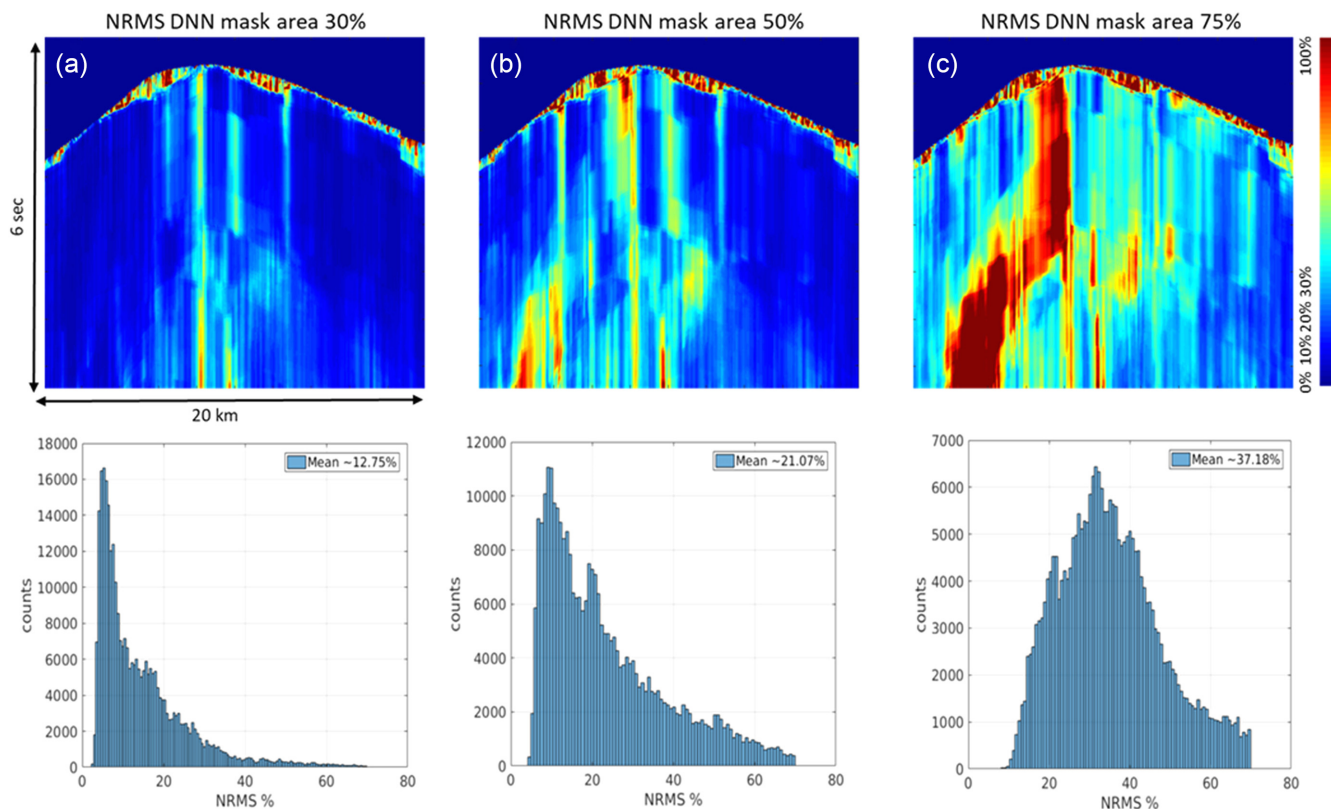 NRMS DNN mask area 30%
NRMS DNN mask area 50%
NRMS DNN mask area 75%
(a)
(b)
(c)
100%
0% 10% 20% 30%
6 sec
20 km
18000
16000
14000
12000
10000
8000
6000
4000
2000
0
counts
Mean ~12.75%
0 20 40 60 80
NRMS %
12000
10000
8000
6000
4000
2000
0
counts
Mean ~21.07%
0 20 40 60 80
NRMS %
7000
6000
5000
4000
3000
2000
1000
0
counts
Mean ~37.18%
0 20 40 60 80
NRMS %